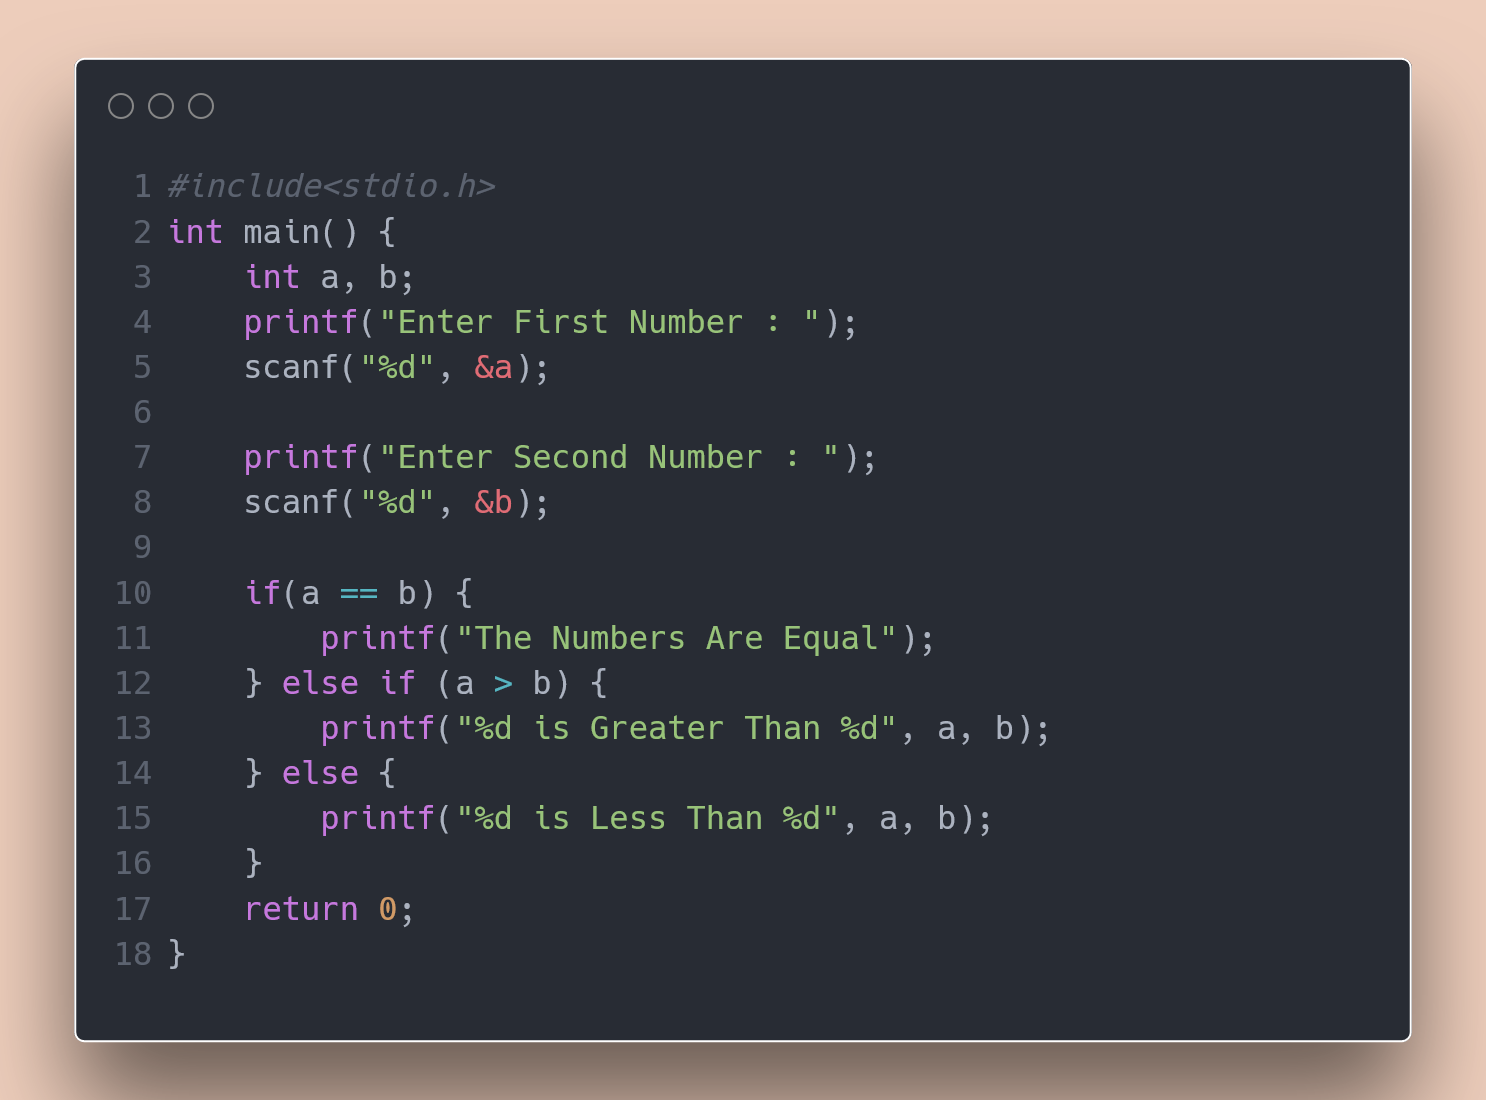 1 #include<stdio.h>
2 int main() {
3     int a, b;
4     printf("Enter First Number : ");
5     scanf("%d", &a);
6
7     printf("Enter Second Number : ");
8     scanf("%d", &b);
9
10     if(a == b) {
11         printf("The Numbers Are Equal");
12     } else if (a > b) {
13         printf("%d is Greater Than %d", a, b);
14     } else {
15         printf("%d is Less Than %d", a, b);
16     }
17     return 0;
18 }